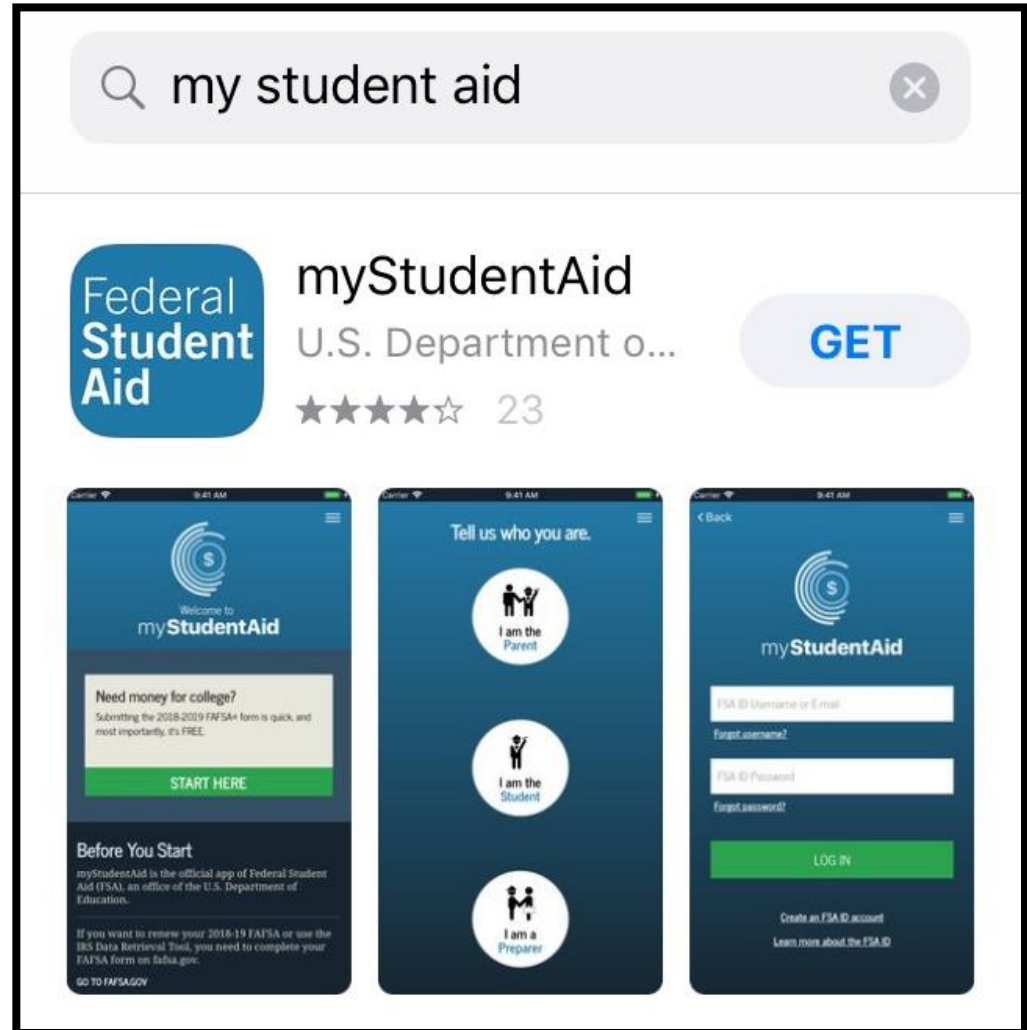 my student aid
Federal
Student
Aid
myStudentAid
U.S. Department o...
GET
23
Carrier 9:41 AM
Welcome to
myStudentAid
Need money for college?
Submitting the 2018-2019 FAFSA® form is quick, and
most importantly, it's FREE.
START HERE
Before You Start
myStudentAid is the official app of Federal Student
Aid (FSA), an office of the U.S. Department of
Education.
If you want to renew your 2018-19 FAFSA or use the
IRS Data Retrieval Tool, you need to complete your
FAFSA form on fafsa.gov.
GO TO FAFSA.GOV
Carrier 9:41 AM
Tell us who you are.
I am the
Parent
I am the
Student
I am a
Preparer
Carrier 9:41 AM
< Back
$
myStudentAid
FSA ID Username or E-mail
Forgot username?
FSA ID Password
Forgot password?
LOG IN
Create an FSA ID account
Learn more about the FSA ID